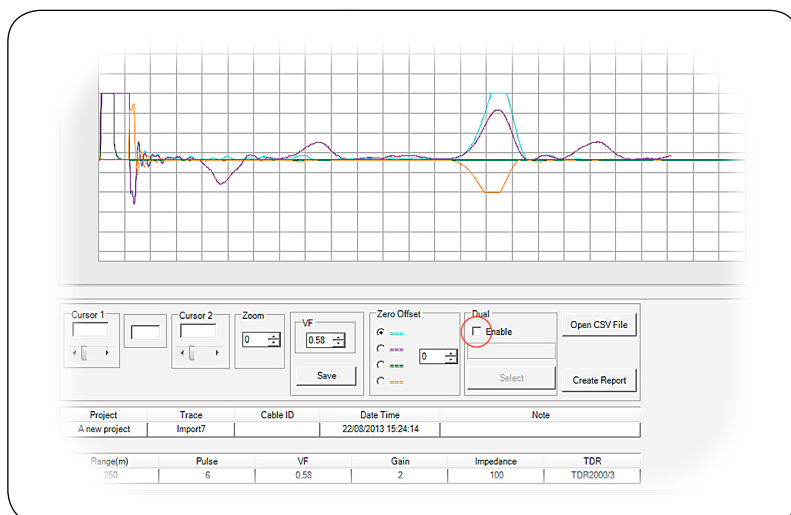 Cursor 1
Cursor 2
Zoom
0
VF
0.58
Save
Zero Offset
===
===
===
===
0
Dual
Enable
Select
Open CSV File
Create Report
Project Trace Cable ID Date Time Note
A new project Import7 22/08/2013 15:24:14
Range(m) Pulse VF Gain Impedance TDR
250 6 0.58 2 100 TDR2000/3